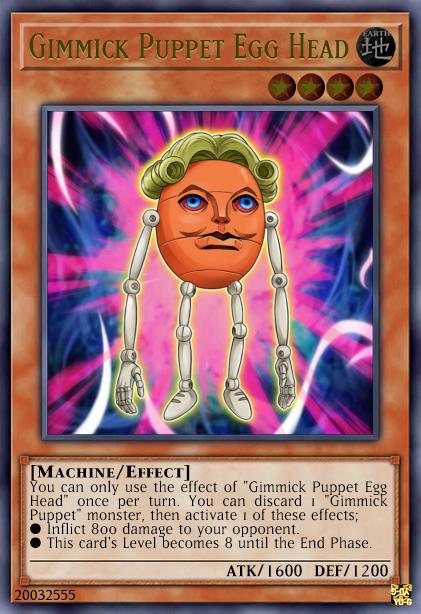 GIMMICK PUPPET EGG HEAD
EARTH
地
[MACHINE/EFFECT]
You can only use the effect of "Gimmick Puppet Egg
Head" once per turn. You can discard 1 "Gimmick
Puppet" monster, then activate 1 of these effects;
● Inflict 800 damage to your opponent.
● This card's Level becomes 8 until the End Phase.
ATK/1600 DEF/1200
20032555